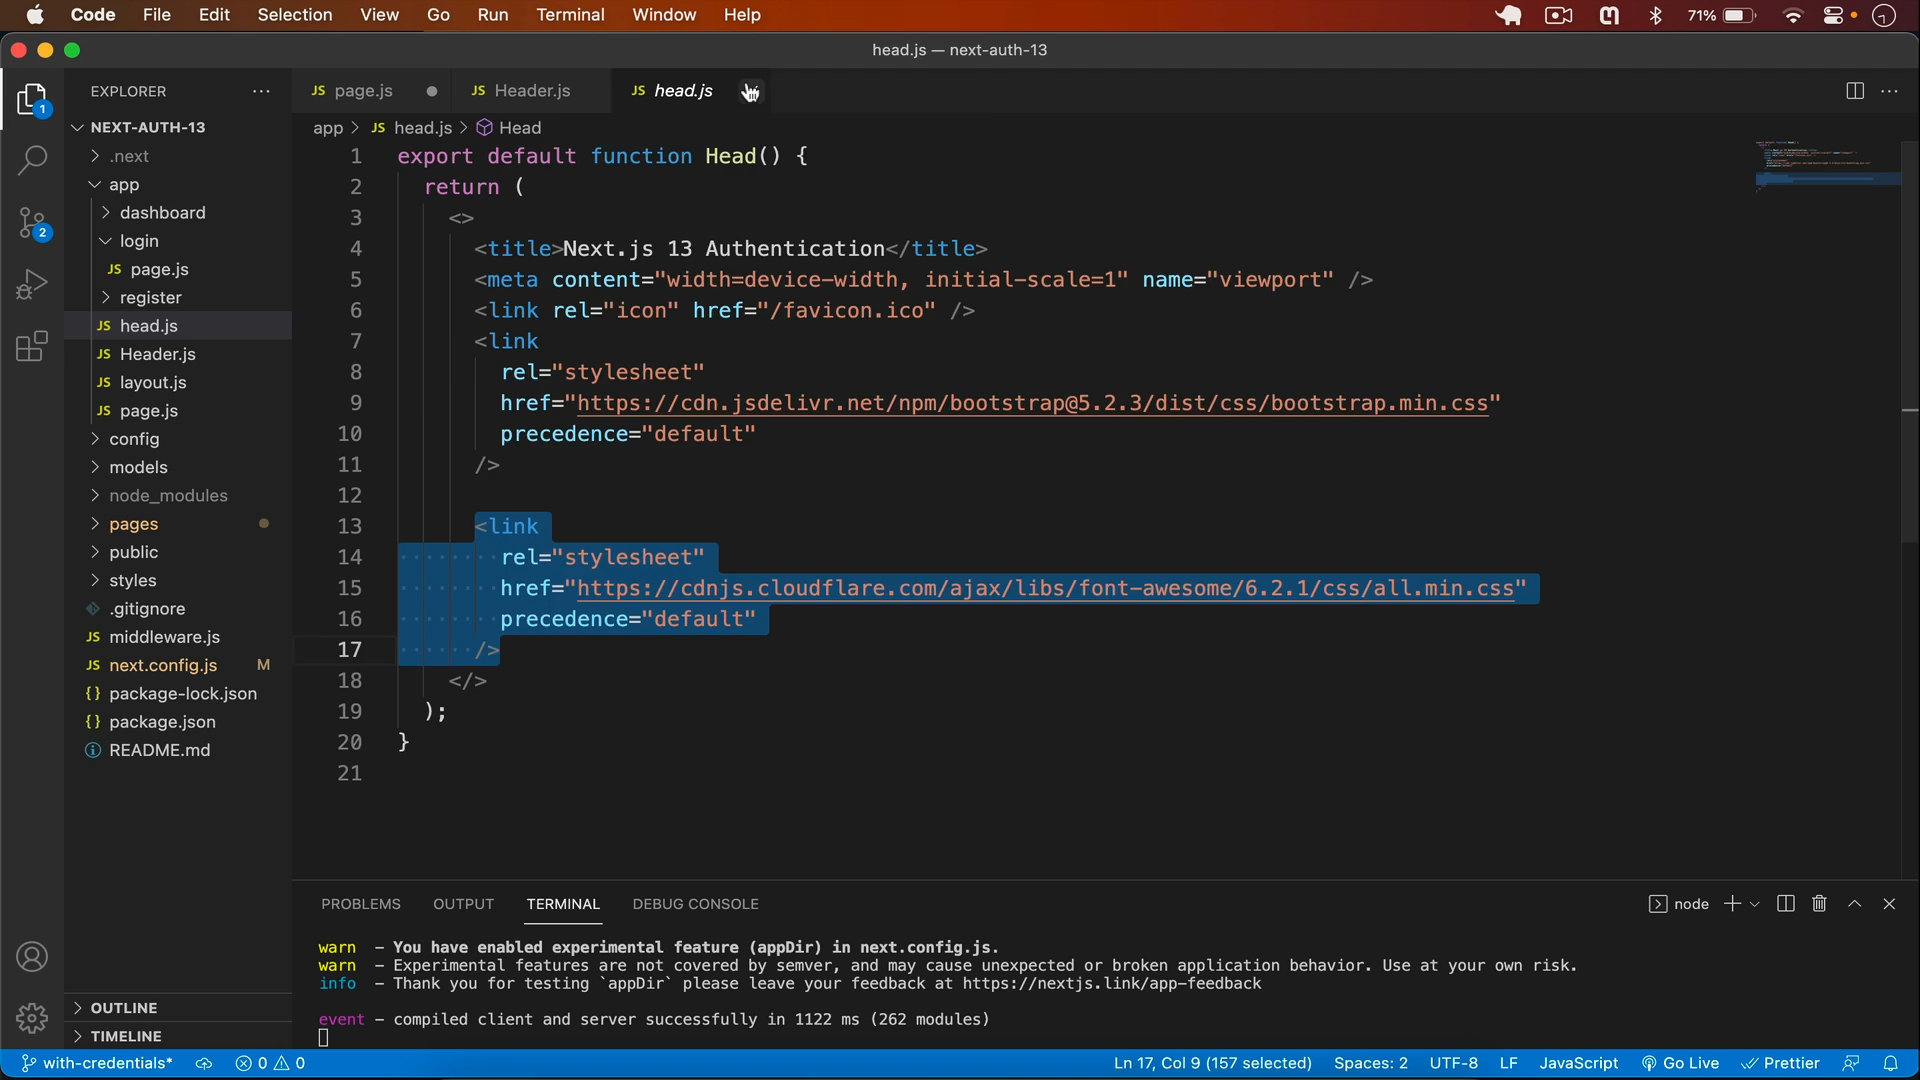 Code File Edit Selection View Go Run Terminal Window Help 71%
head.js — next-auth-13
EXPLORER
JS page.js
JS Header.js
JS head.js
1
NEXT-AUTH-13
app > JS head.js > Head
.next
app
dashboard
login
JS page.js
register
JS head.js
JS Header.js
layout.js
JS page.js
config
models
node_modules
pages
public
styles
.gitignore
JS middleware.js
JS next.config.js M
{} package-lock.json
{} package.json
README.md
2
OUTLINE
TIMELINE
1 export default function Head() {
2 return (
3 <>
4 <title>Next.js 13 Authentication</title>
5 <meta content="width=device-width, initial-scale=1" name="viewport" />
6 <link rel="icon" href="/favicon.ico" />
7 <link
8 rel="stylesheet"
9 href="https://cdn.jsdelivr.net/npm/bootstrap@5.2.3/dist/css/bootstrap.min.css"
10 precedence="default"
11 />
12
13 <link
14 rel="stylesheet"
15 href="https://cdnjs.cloudflare.com/ajax/libs/font-awesome/6.2.1/css/all.min.css"
16 precedence="default"
17 />
18 </>
19 );
20 }
21
PROBLEMS OUTPUT TERMINAL DEBUG CONSOLE node
warn - You have enabled experimental feature (appDir) in next.config.js.
warn - Experimental features are not covered by semver, and may cause unexpected or broken application behavior. Use at your own risk.
info - Thank you for testing `appDir` please leave your feedback at https://nextjs.link/app-feedback
event - compiled client and server successfully in 1122 ms (262 modules)
with-credentials* 0 0 Ln 17, Col 9 (157 selected) Spaces: 2 UTF-8 LF JavaScript Go Live Prettier